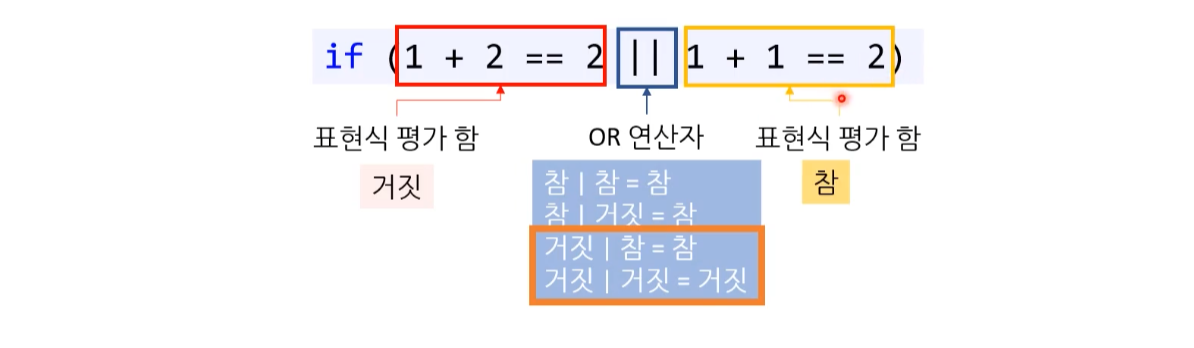 if (1 + 2 == 2 || 1 + 1 == 2)
표현식 평가 함
OR 연산자
표현식 평가 함
거짓
참 | 참 = 참
참 | 거짓 = 참
거짓 | 참 = 참
거짓 | 거짓 = 거짓
참